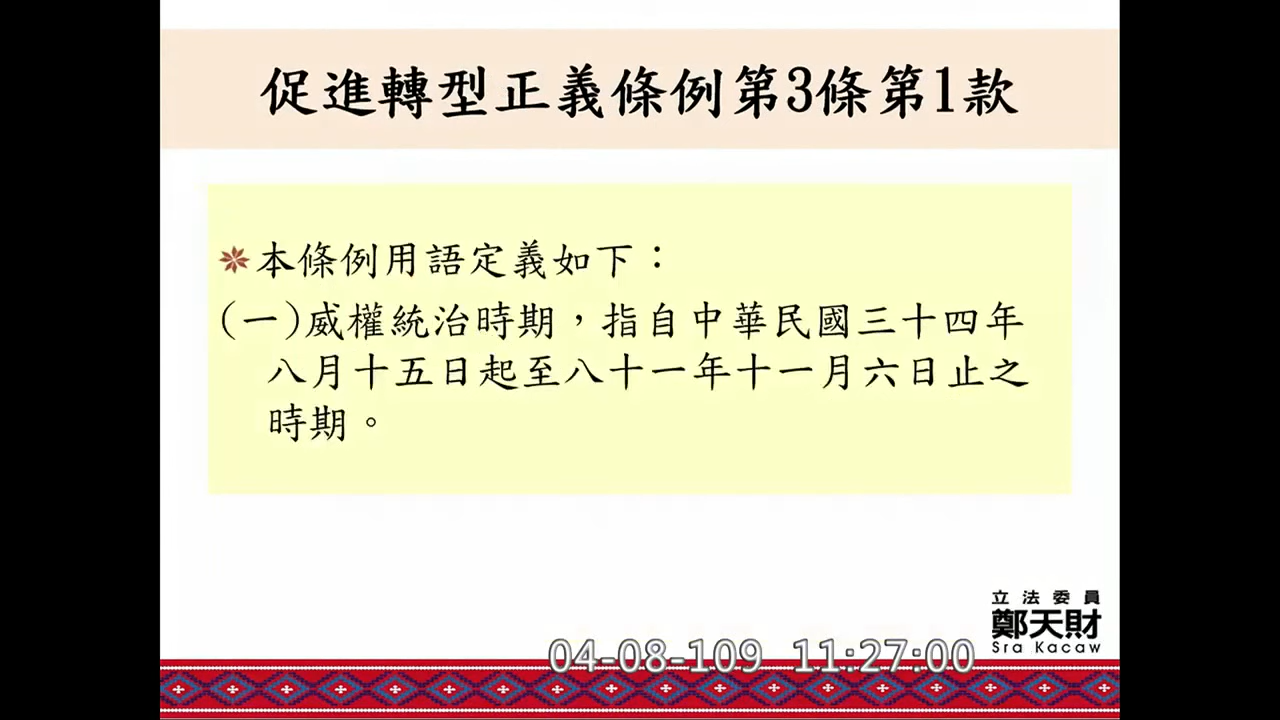 促進轉型正義條例第3條第1款
本條例用語定義如下：
(一)威權統治時期，指自中華民國三十四年
八月十五日起至八十一年十一月六日止之
時期。
立法委員
鄭天財
Sra Kacaw
04-08-109 11:27:00